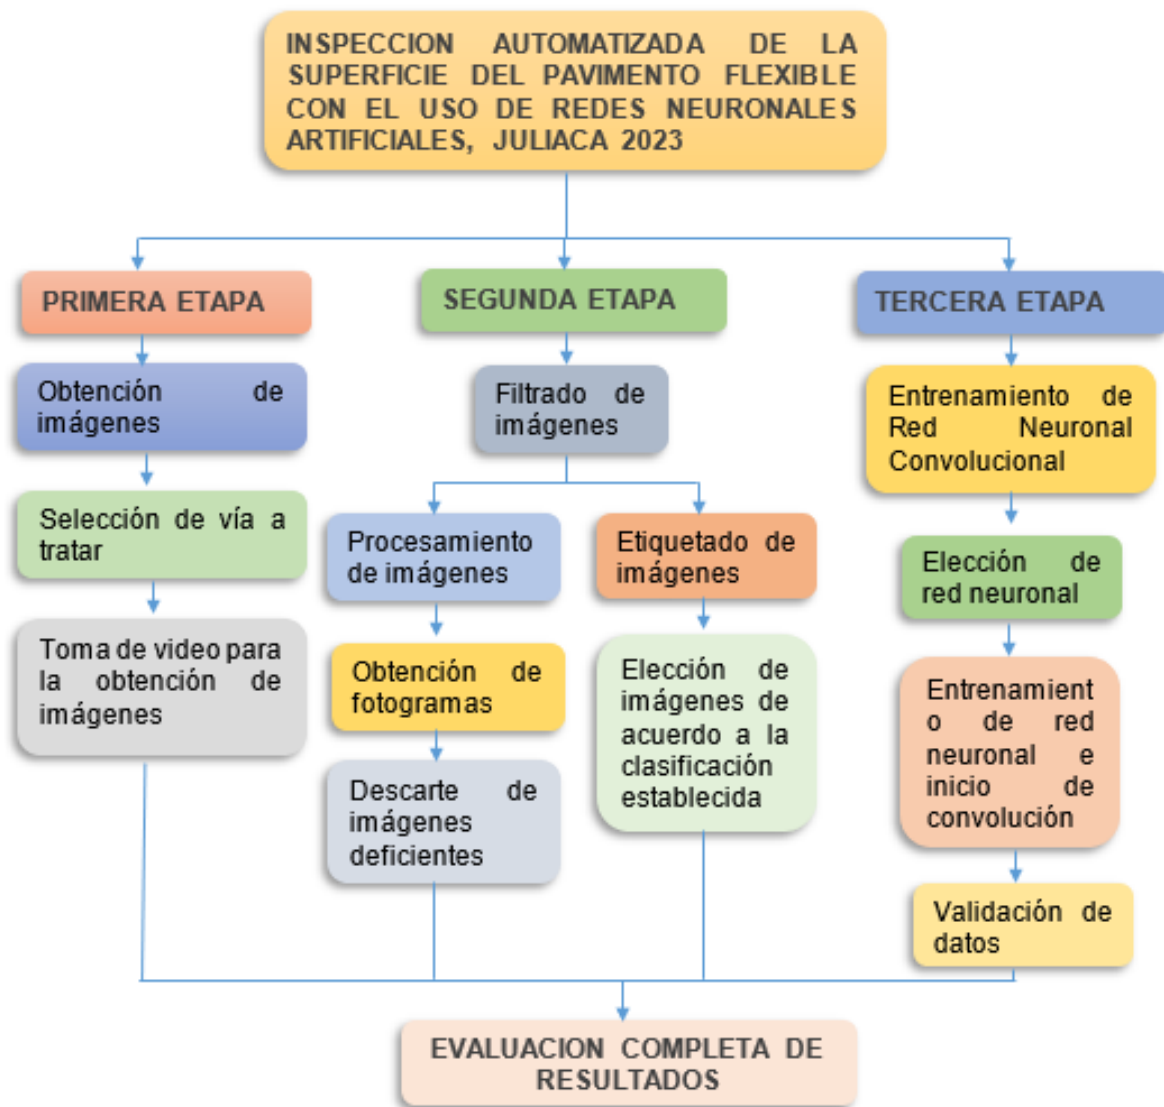 INSPECCION AUTOMATIZADA DE LA
SUPERFICIE DEL PAVIMENTO FLEXIBLE
CON EL USO DE REDES NEURONALES
ARTIFICIALES, JULIACA 2023
PRIMERA ETAPA
Obtención de
imágenes
Selección de vía a
tratar
Toma de video para
la obtención de
imágenes
SEGUNDA ETAPA
Filtrado de
imágenes
Procesamiento
de imágenes
Obtención de
fotogramas
Descarte de
imágenes
deficientes
Etiquetado de
imágenes
Elección de
imágenes de
acuerdo a la
clasificación
establecida
TERCERA ETAPA
Entrenamiento de
Red Neuronal
Convolucional
Elección de
red neuronal
Entrenamient
o de red
neuronal e
inicio de
convolución
Validación de
datos
EVALUACION COMPLETA DE
RESULTADOS